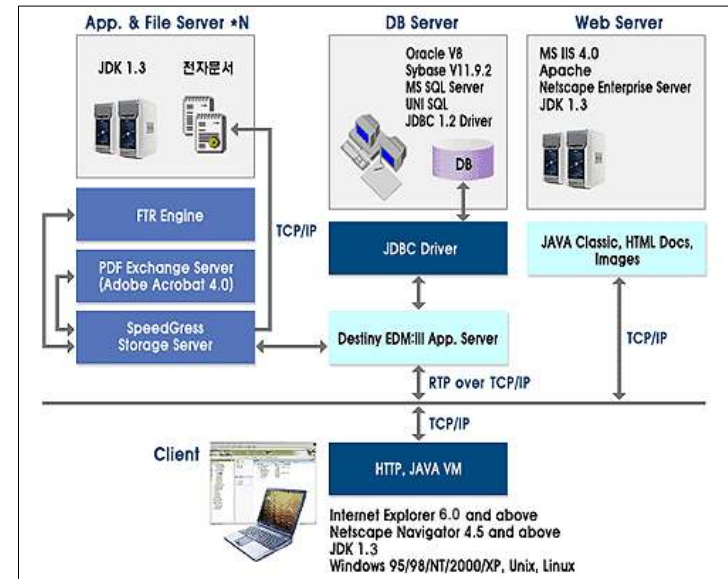 App. & File Server *N
JDK 1.3
전자문서
FTR Engine
PDF Exchange Server
(Adobe Acrobat 4.0)
SpeedGress
Storage Server
TCP/IP
DB Server
Oracle V8
Sybase V11.9.2
MS SQL Server
UNI SQL
JDBC 1.2 Driver
DB
JDBC Driver
Destiny EDM:III App. Server
RTP over TCP/IP
Web Server
MS IIS 4.0
Apache
Netscape Enterprise Server
JDK 1.3
JAVA Classic, HTML Docs,
Images
TCP/IP
TCP/IP
Client
HTTP, JAVA VM
Internet Explorer 6.0 and above
Netscape Navigator 4.5 and above
JDK 1.3
Windows 95/98/NT/2000/XP, Unix, Linux